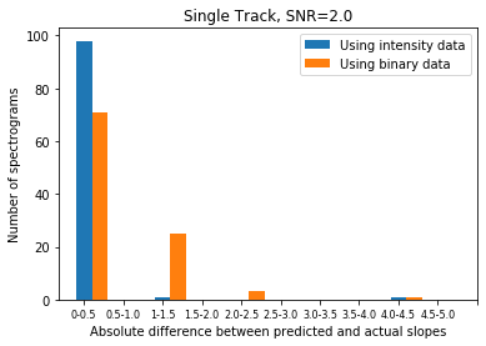 Single Track, SNR=2.0
Using intensity data
Using binary data
100
80
60
40
20
0
Number of spectrograms
0-0.5 0.5-1.0 1-1.5 1.5-2.0 2.0-2.5 2.5-3.0 3.0-3.5 3.5-4.0 4.0-4.5 4.5-5.0
Absolute difference between predicted and actual slopes